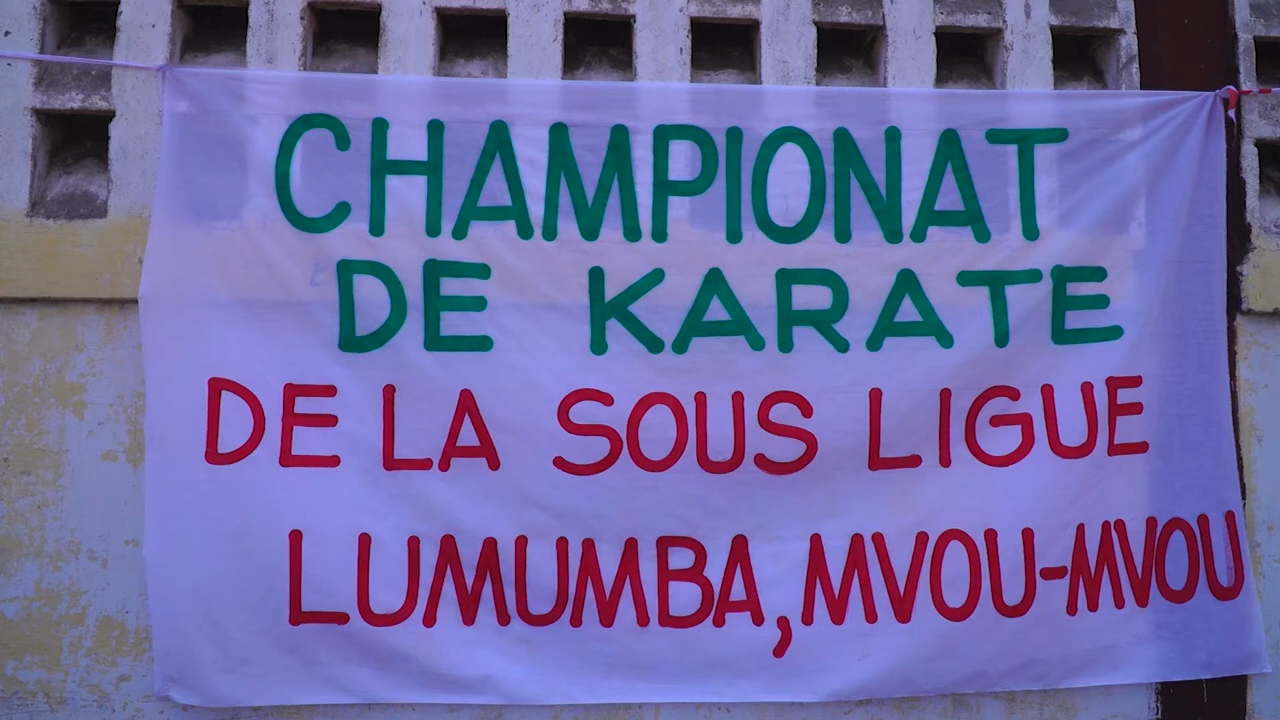 CHAMPIONAT
DE KARATE
DE LA SOUS LIGUE
LUMUMBA, MVOU-MVOU